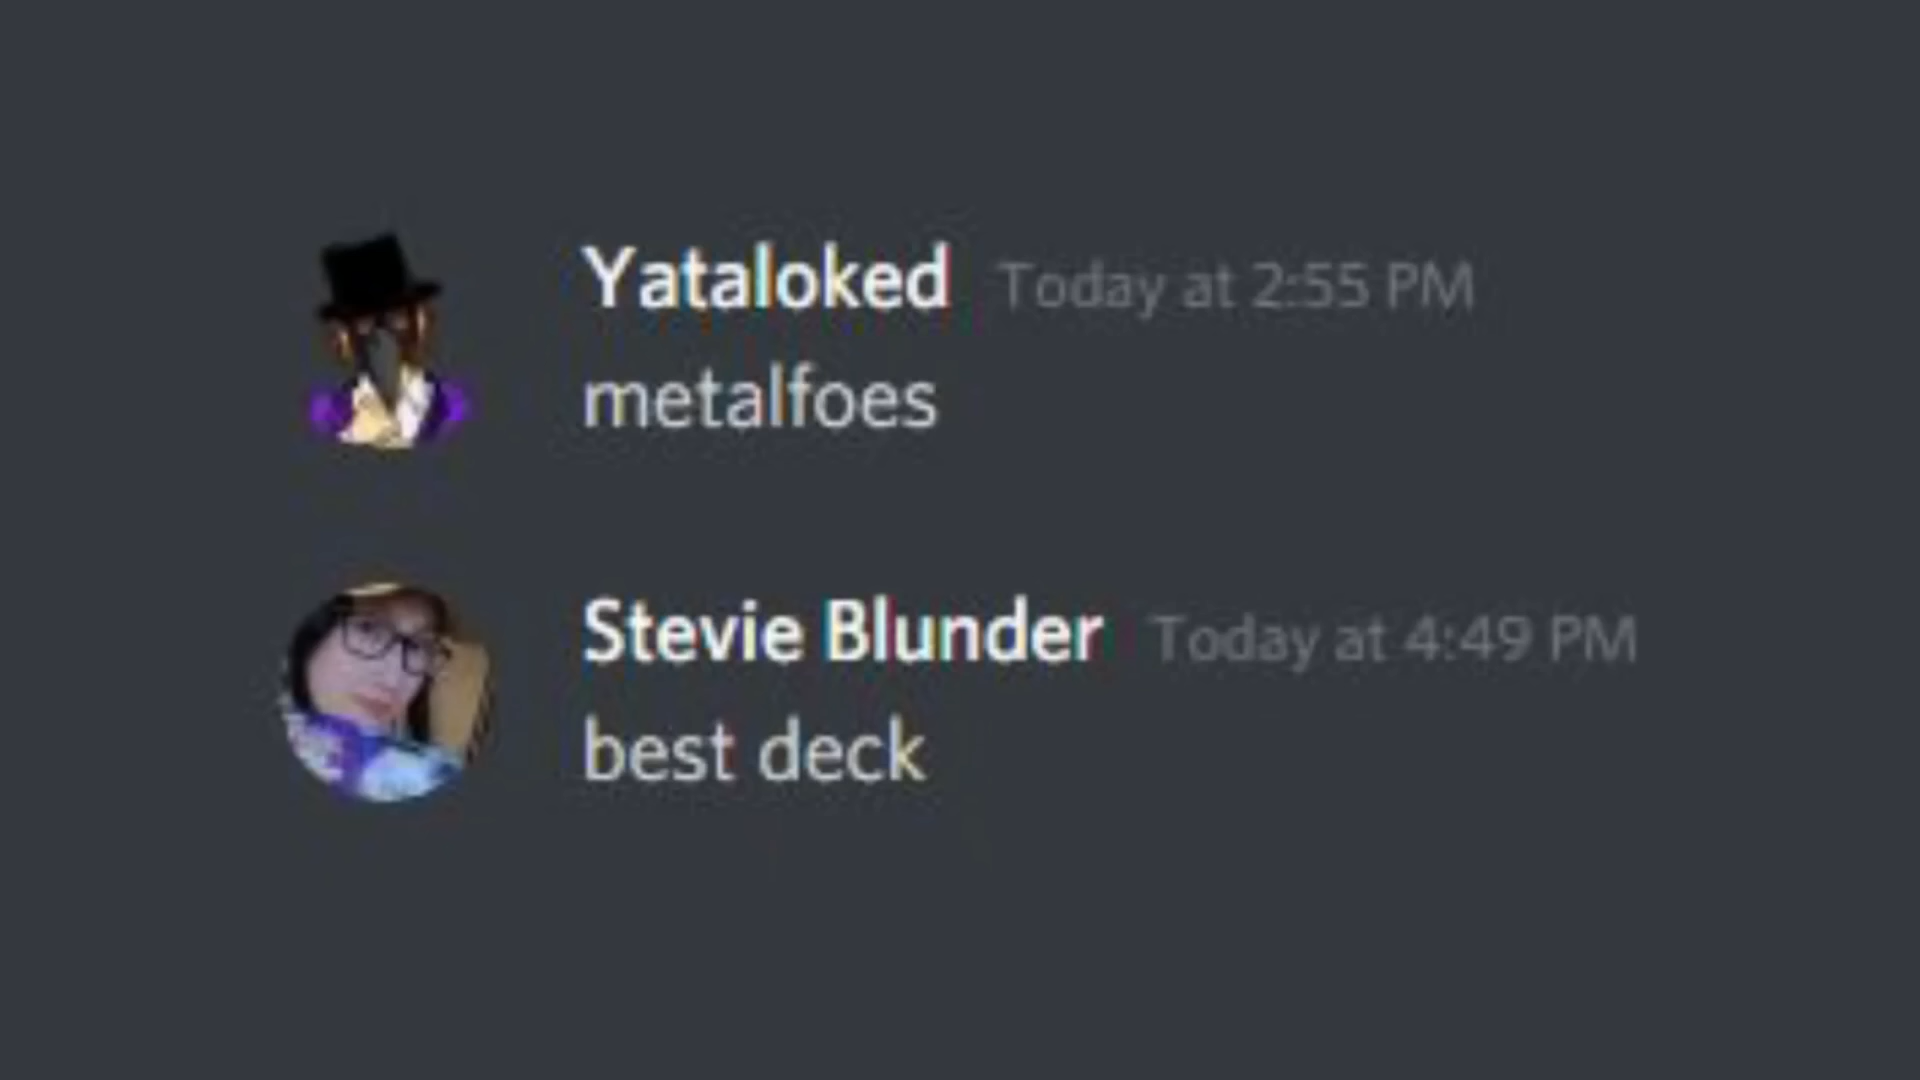 Yataloked Today at 2:55 PM
metalfoes
Stevie Blunder Today at 4:49 PM
best deck